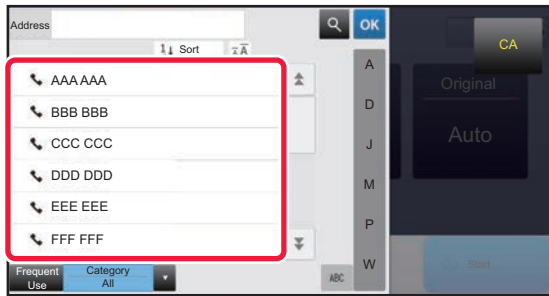 Address
OK
CA
1↓ Sort
A
AAA AAA
Original
BBB BBB
D
Auto
CCC CCC
J
DDD DDD
M
EEE EEE
P
FFF FFF
W
Frequent
Use
Category
All
ABC
Start